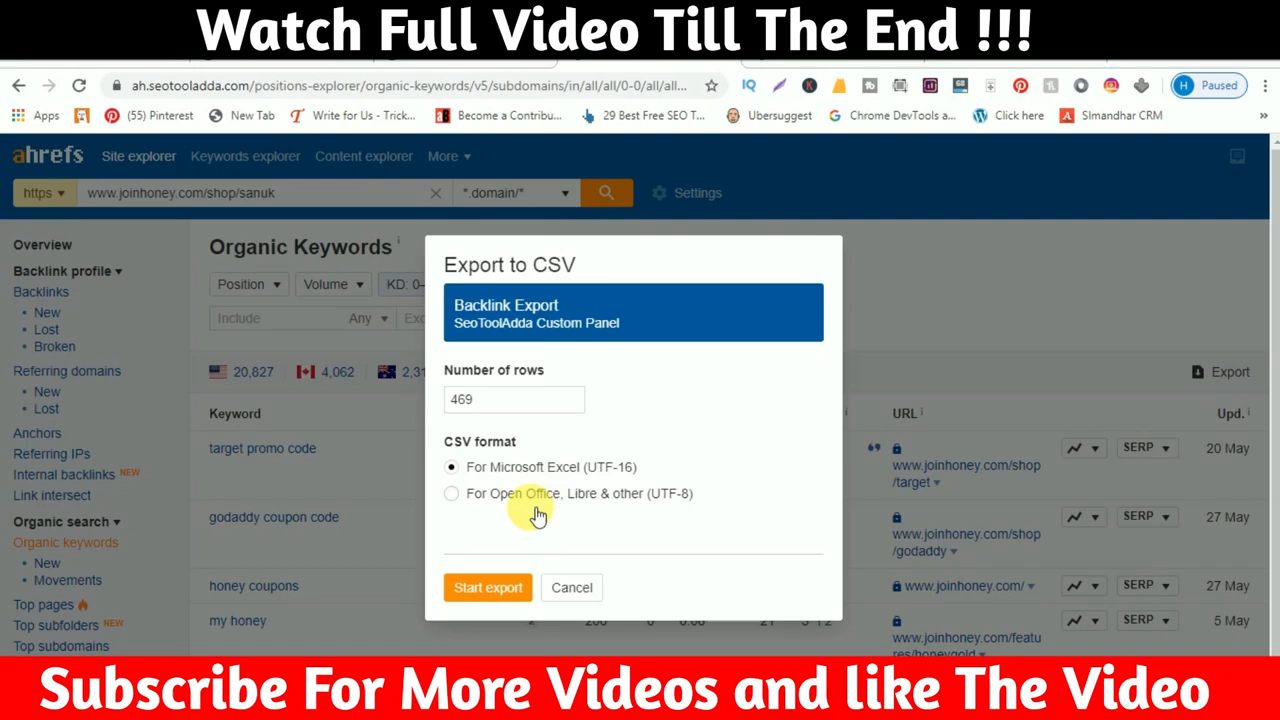 Watch Full Video Till The End !!!
ah.seotooladda.com/positions-explorer/organic-keywords/v5/subdomains/in/all/all/0-0/all/all...
H Paused
Apps
(55) Pinterest
New Tab
Write for Us - Trick...
Become a Contribu...
29 Best Free SEO T...
Ubersuggest
Chrome DevTools a...
Click here
SImandhar CRM
ahrefs Site explorer Keywords explorer Content explorer More
https www.joinhoney.com/shop/sanuk *.domain/* Settings
Overview
Backlink profile
Backlinks
New
Lost
Broken
Referring domains
New
Lost
Anchors
Referring IPs
Internal backlinks NEW
Link intersect
Organic search
Organic keywords
New
Movements
Top pages
Top subfolders NEW
Top subdomains
Organic Keywords
Position Volume KD: 0–
Include Any Exc
20,827 4,062 2,31
Export
Keyword URL Upd.
target promo code www.joinhoney.com/shop SERP 20 May
/target
godaddy coupon code SERP 27 May
www.joinhoney.com/shop
/godaddy
honey coupons www.joinhoney.com/ SERP 27 May
my honey SERP 5 May
www.joinhoney.com/featu
res/honeygold
Export to CSV
Backlink Export
SeoToolAdda Custom Panel
Number of rows
469
CSV format
For Microsoft Excel (UTF-16)
For Open Office, Libre & other (UTF-8)
Start export Cancel
Subscribe For More Videos and like The Video